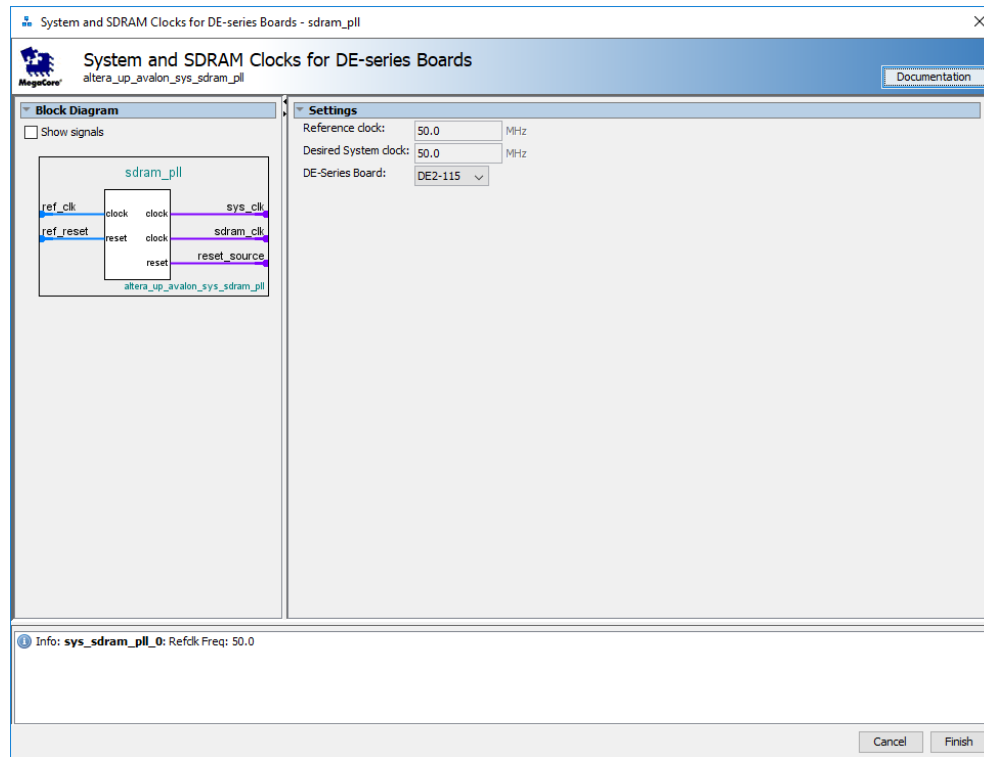 System and SDRAM Clocks for DE-series Boards - sdram_pll
System and SDRAM Clocks for DE-series Boards
altera_up_avalon_sys_sdram_pll
MegaCore'
Documentation
Block Diagram
Show signals
sdram_pll
ref_clk
clock
clock
sys_clk
ref_reset
reset
clock
sdram_clk
reset
reset_source
altera_up_avalon_sys_sdram_pll
Settings
Reference clock: 50.0 MHz
Desired System clock: 50.0 MHz
DE-Series Board: DE2-115
Info: sys_sdram_pll_0: Refclk Freq: 50.0
Cancel
Finish